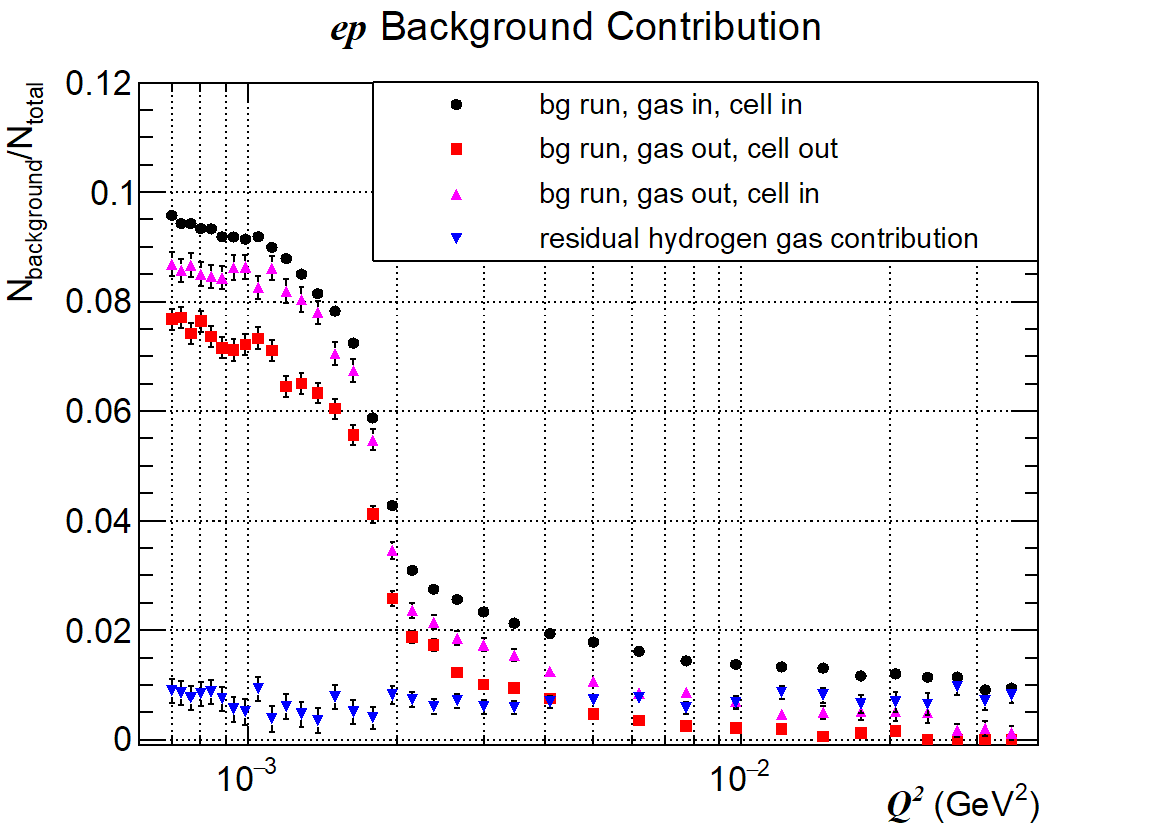 ep Background Contribution
N_background/N_total
0.12
0.1
0.08
0.06
0.04
0.02
0
bg run, gas in, cell in
bg run, gas out, cell out
bg run, gas out, cell in
residual hydrogen gas contribution
10⁻³
10⁻²
Q² (GeV²)